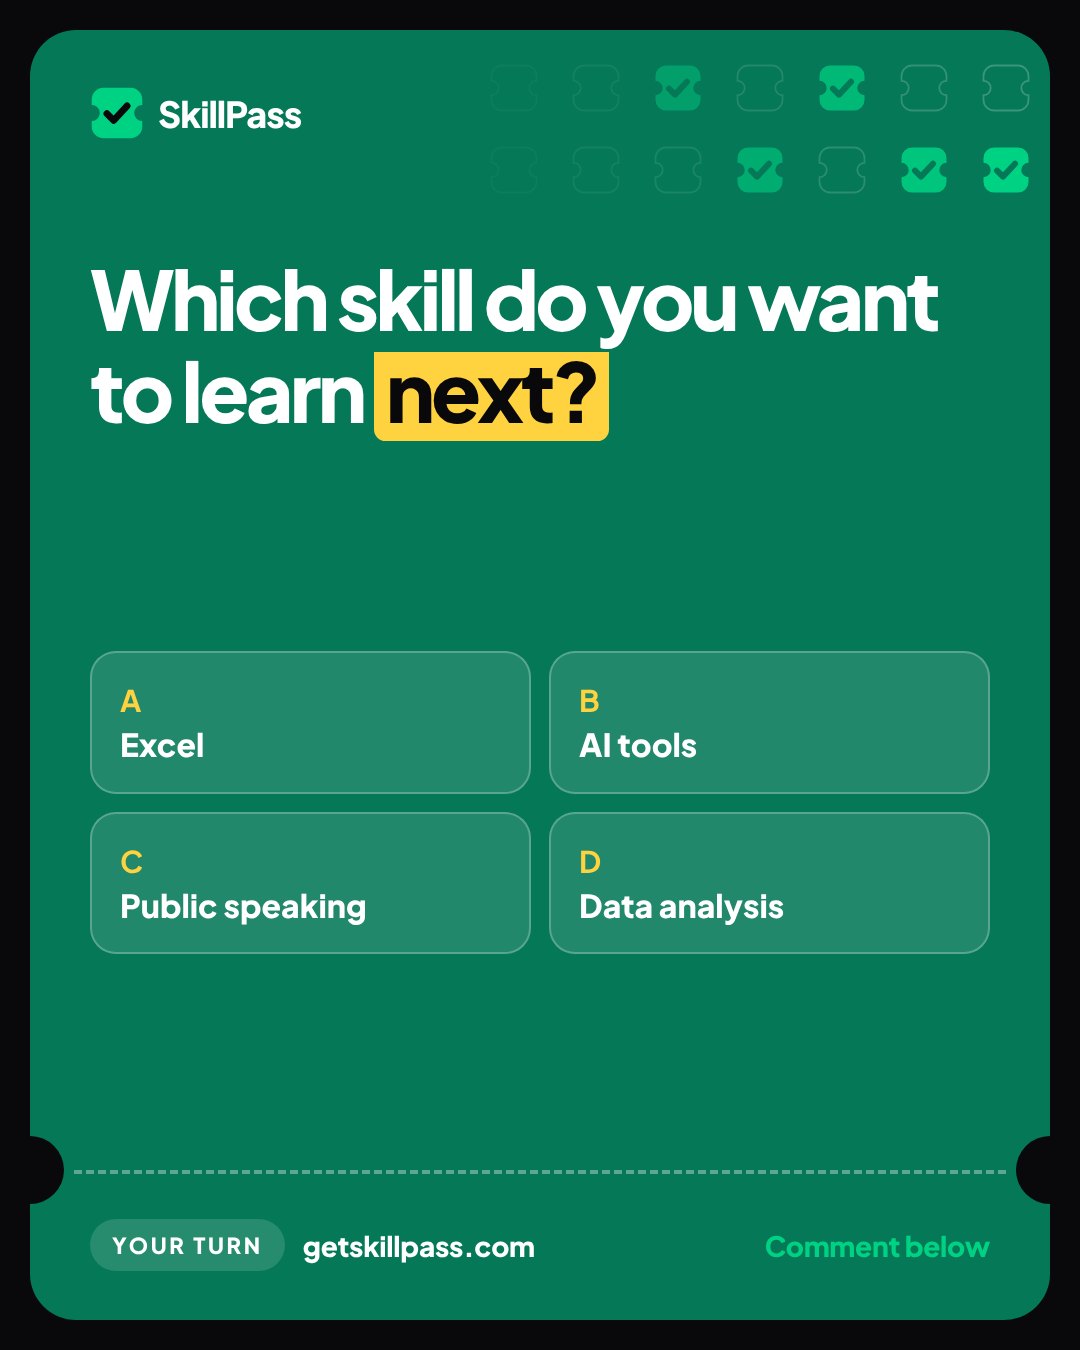 SkillPass
Which skill do you want
to learn next?
A
Excel
B
AI tools
C
Public speaking
D
Data analysis
YOUR TURN
getskillpass.com
Comment below